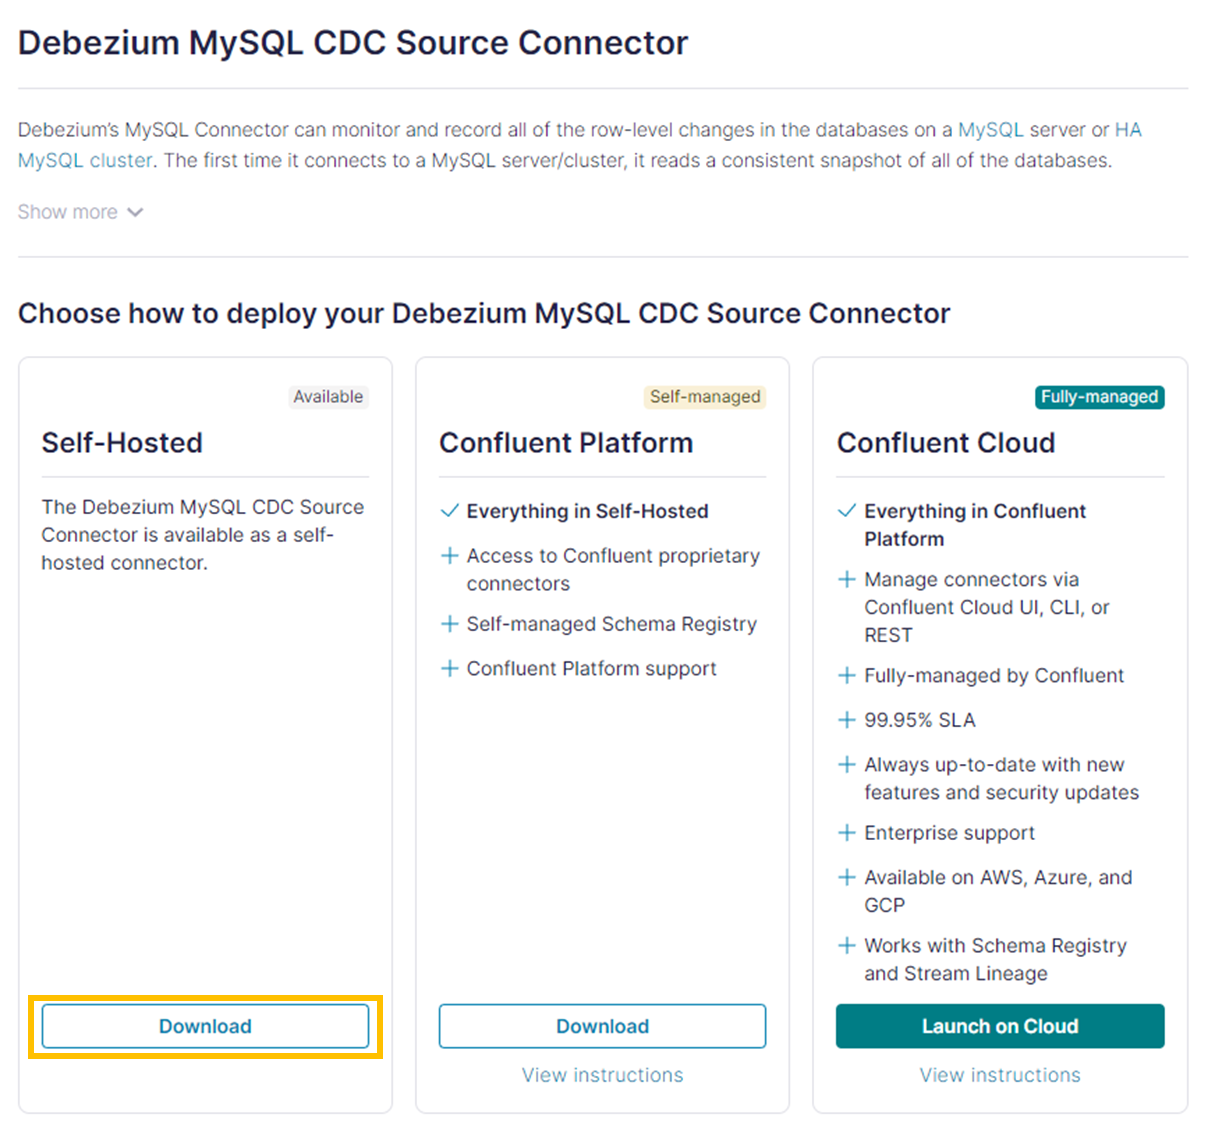 Debezium MySQL CDC Source Connector
Debezium's MySQL Connector can monitor and record all of the row-level changes in the databases on a MySQL server or HA
MySQL cluster. The first time it connects to a MySQL server/cluster, it reads a consistent snapshot of all of the databases.
Show more
Choose how to deploy your Debezium MySQL CDC Source Connector
Available
Self-Hosted
The Debezium MySQL CDC Source
Connector is available as a self-
hosted connector.
Download
Self-managed
Confluent Platform
Everything in Self-Hosted
Access to Confluent proprietary
connectors
Self-managed Schema Registry
Confluent Platform support
Download
View instructions
Fully-managed
Confluent Cloud
Everything in Confluent
Platform
Manage connectors via
Confluent Cloud UI, CLI, or
REST
Fully-managed by Confluent
99.95% SLA
Always up-to-date with new
features and security updates
Enterprise support
Available on AWS, Azure, and
GCP
Works with Schema Registry
and Stream Lineage
Launch on Cloud
View instructions